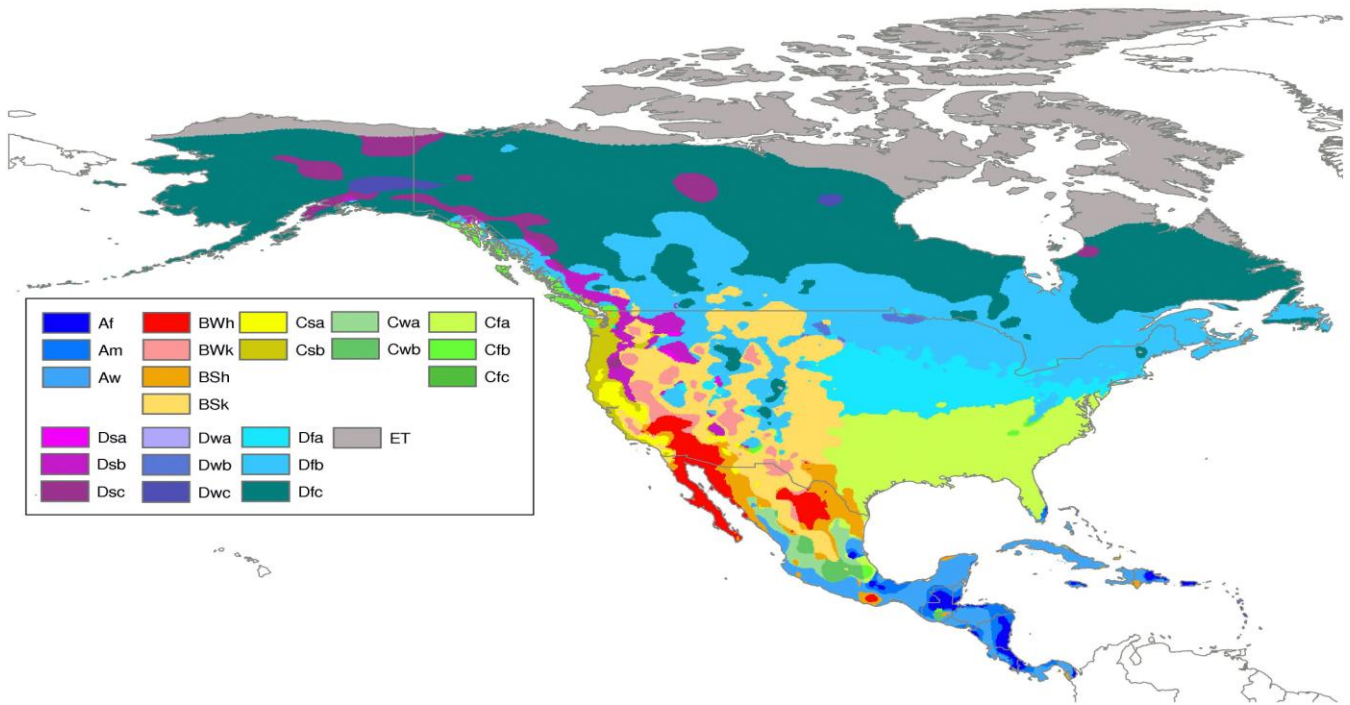 Af BWh Csa Cwa Cfa
Am BWk Csb Cwb Cfb
Aw BSh Cfc
BSk
Dsa Dwa Dfa ET
Dsb Dwb Dfb
Dsc Dwc Dfc